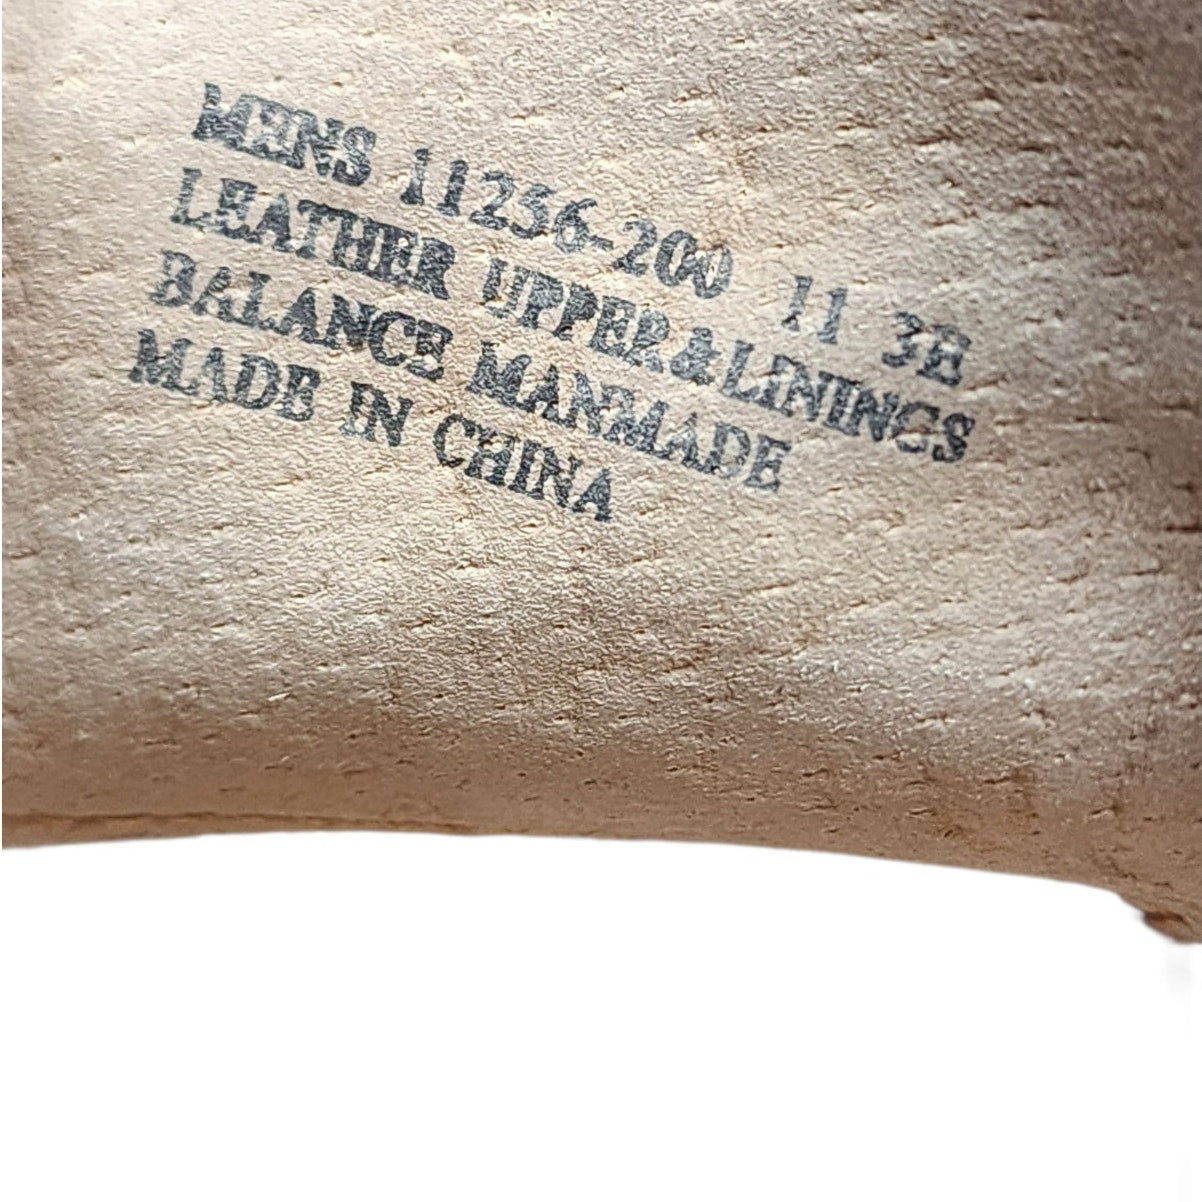 MENS 11256-200 11 3E
LEATHER UPPER&LININGS
BALANCE MANMADE
MADE IN CHINA